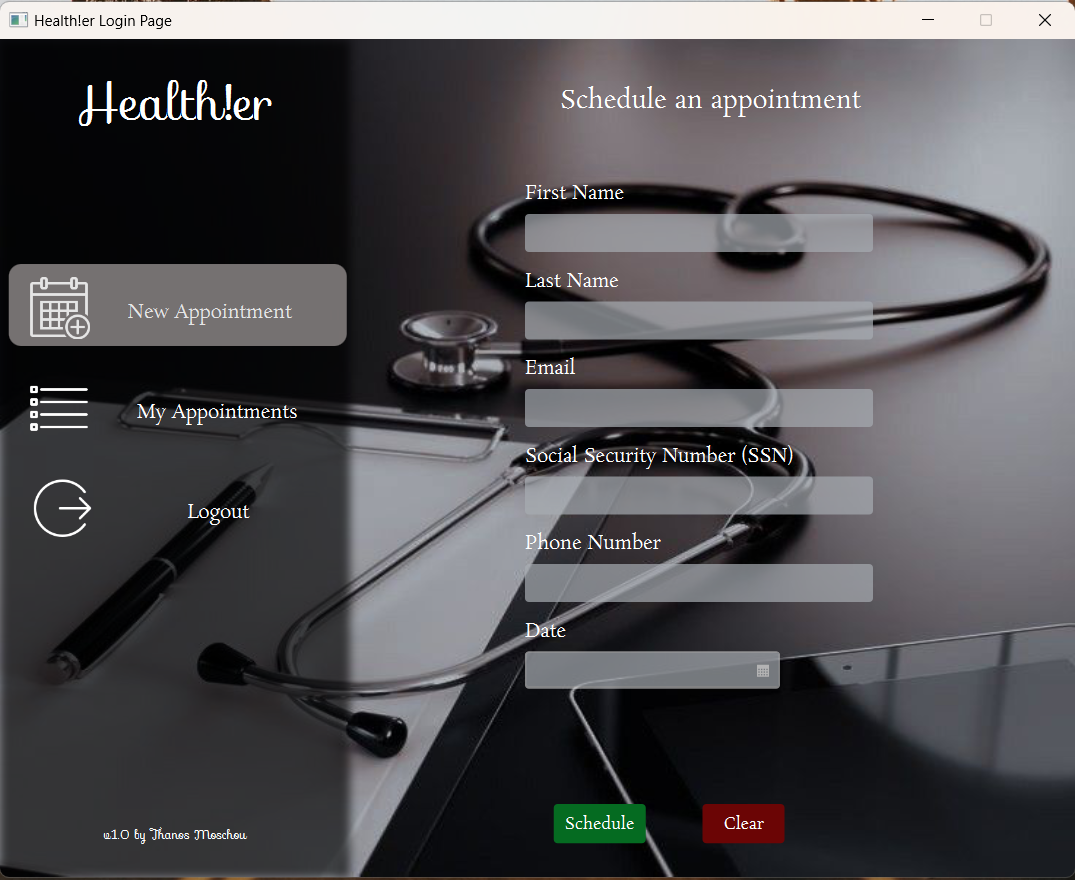 Health!er Login Page
Health!er
Schedule an appointment
First Name
Last Name
New Appointment
Email
My Appointments
Social Security Number (SSN)
Logout
Phone Number
Date
Schedule
Clear
v1.0 by Thanos Moschou